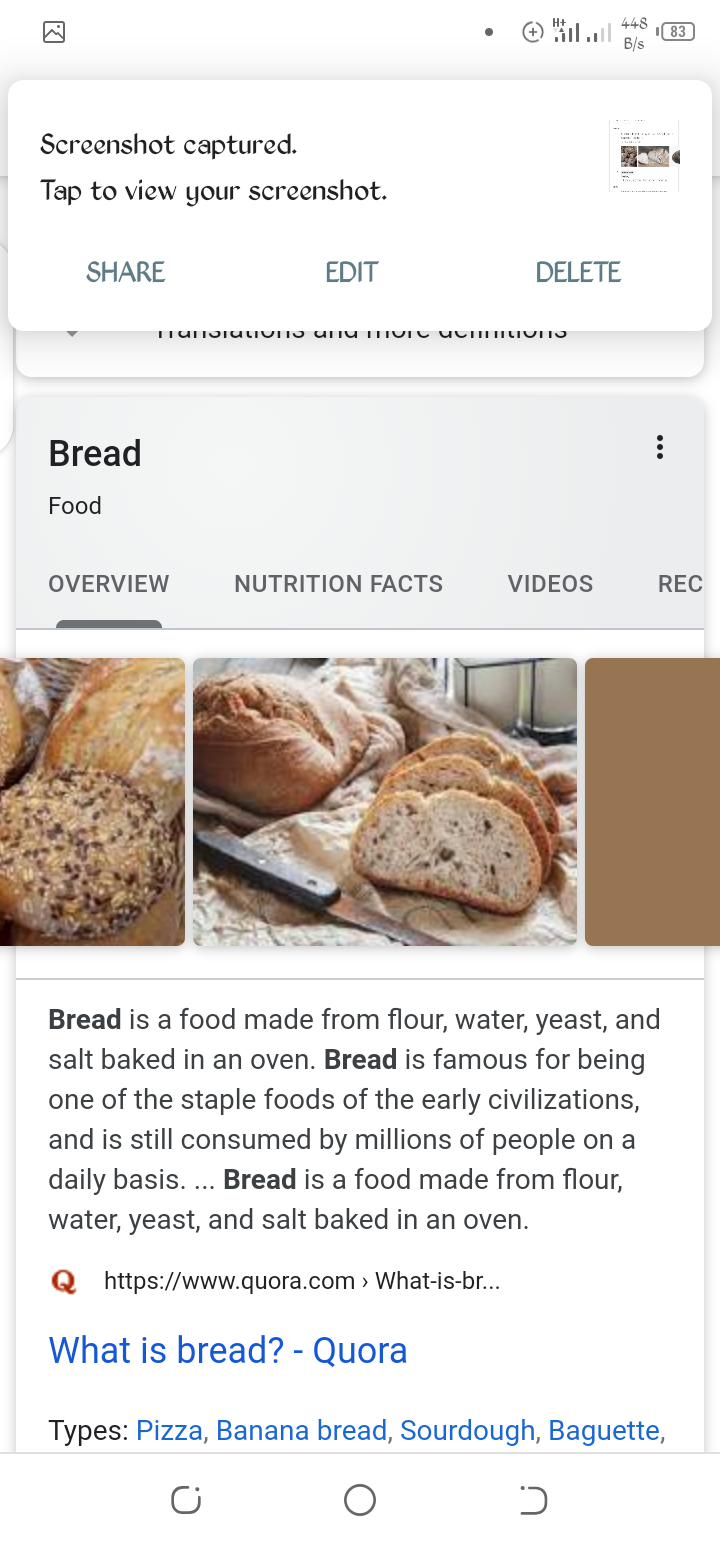 H+
448
B/s
83
Screenshot captured.
Tap to view your screenshot.
SHARE EDIT DELETE
Translations and more definitions
Bread
Food
OVERVIEW NUTRITION FACTS VIDEOS REC
Bread is a food made from flour, water, yeast, and
salt baked in an oven. Bread is famous for being
one of the staple foods of the early civilizations,
and is still consumed by millions of people on a
daily basis. ... Bread is a food made from flour,
water, yeast, and salt baked in an oven.
Q https://www.quora.com › What-is-br...
What is bread? - Quora
Types: Pizza, Banana bread, Sourdough, Baguette,